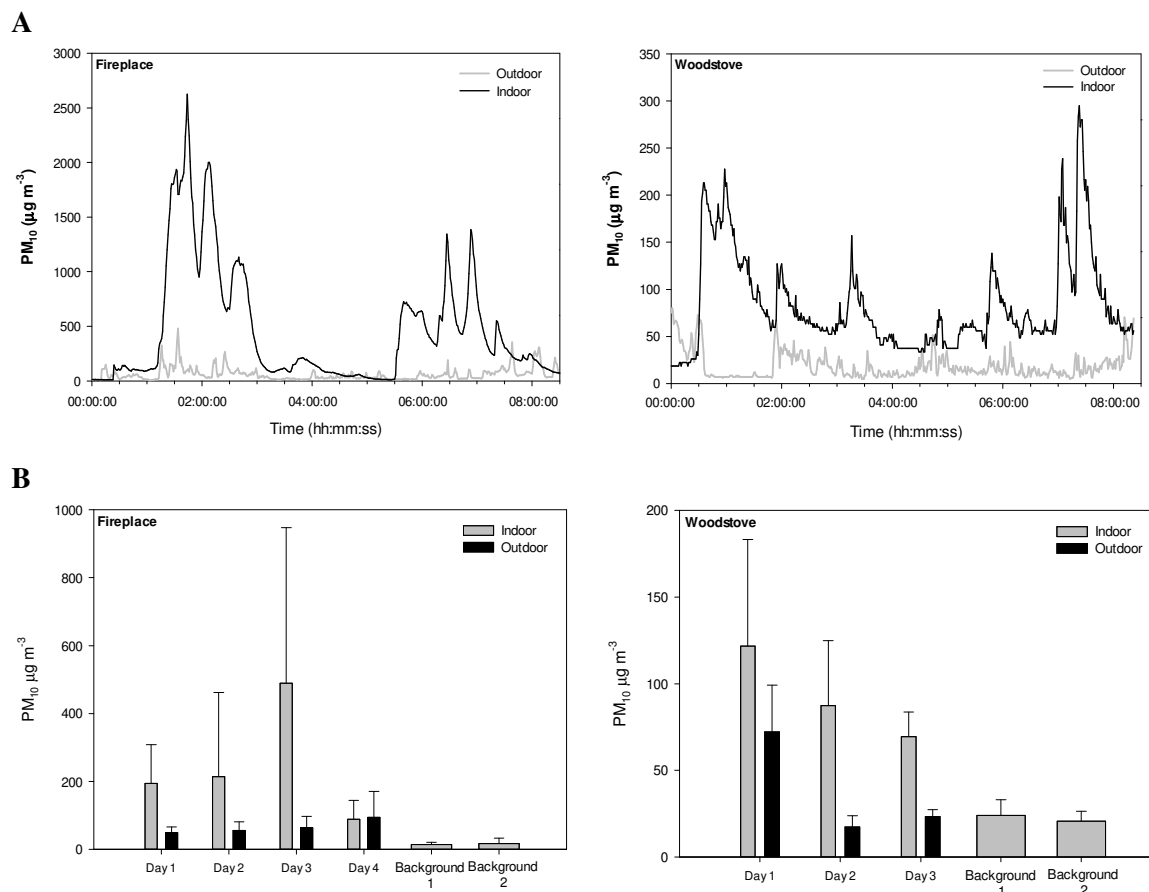 A
Fireplace
Outdoor
Indoor
3000
2500
2000
1500
1000
500
0
PM10 (µg m-3)
00:00:00 02:00:00 04:00:00 06:00:00 08:00:00
Time (hh:mm:ss)
Woodstove
Outdoor
Indoor
350
300
250
200
150
100
50
0
PM10 (µg m-3)
00:00:00 02:00:00 04:00:00 06:00:00 08:00:00
Time (hh:mm:ss)
B
Fireplace
Indoor
Outdoor
1000
800
600
400
200
0
PM10 µg m-3
Day 1 Day 2 Day 3 Day 4 Background 1 Background 2
Woodstove
Indoor
Outdoor
200
150
100
50
0
PM10 µg m-3
Day 1 Day 2 Day 3 Background 1 Background 2